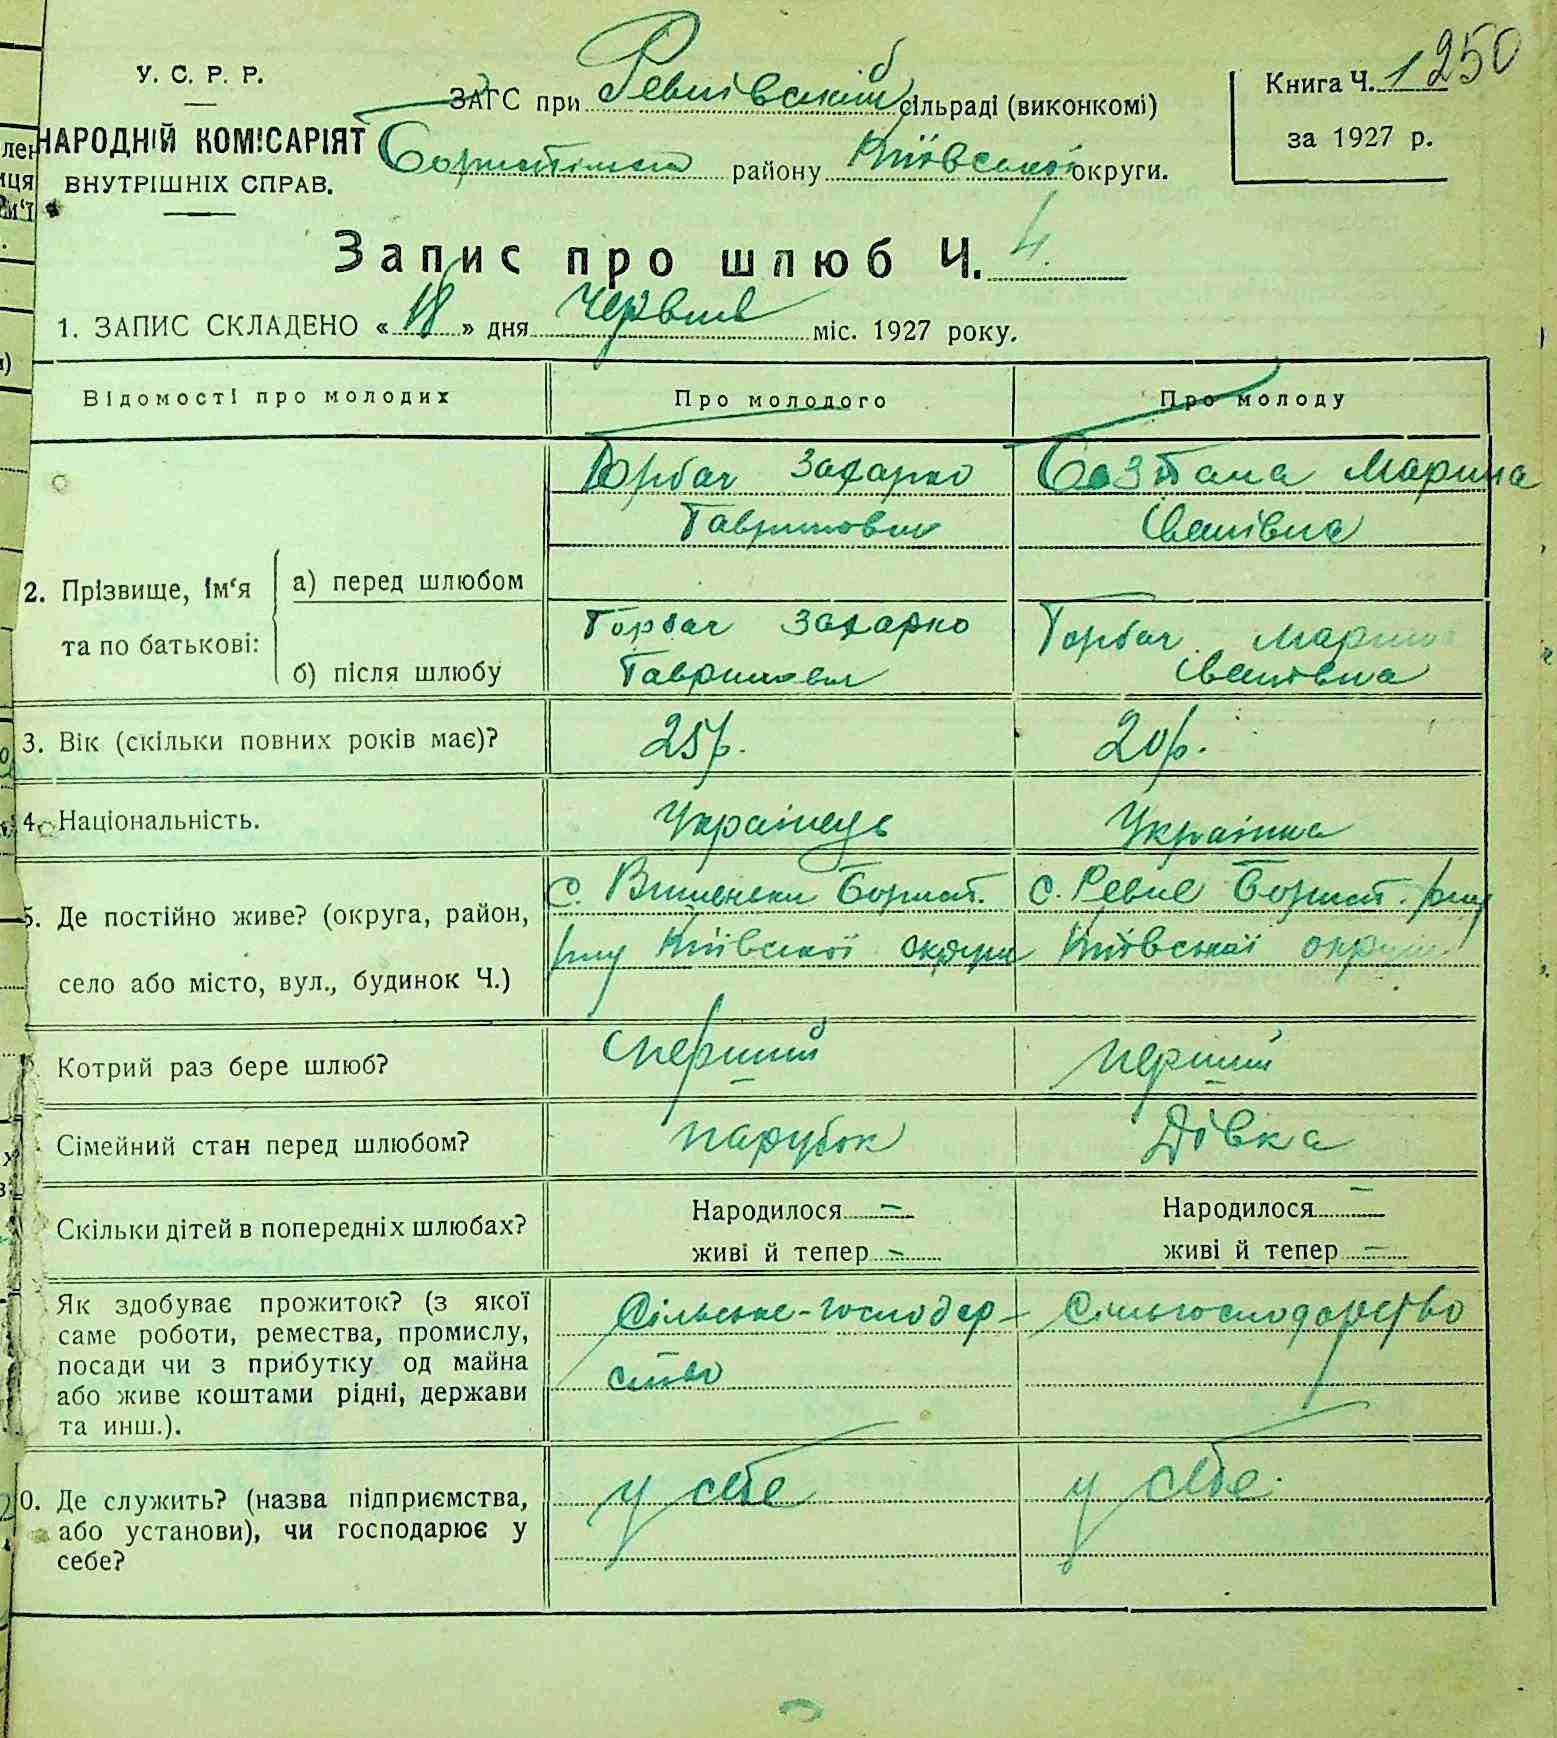 250
У. С. Р. Р.
НАРОДНІЙ КОМІСАРІЯТ
ВНУТРІШНІХ СПРАВ.
ЗАГС при Ревнівській сільраді (виконкомі)
Бориспільськ району Київської округи.
Книга Ч. 1
за 1927 р.
Запис про шлюб Ч. 4.
1. ЗАПИС СКЛАДЕНО « 18 » дня червня міс. 1927 року.
Відомості про молодих Про молодого Про молоду
2. Прізвище, ім‘я та по батькові:
а) перед шлюбом
Горбач Захарко
Гаврилович
Марина
Іванівна
б) після шлюбу
Горбач Захарко
Гаврилович
Горбач Марина
Іванівна
3. Вік (скільки повних років має)? 25 р. 20 р.
4. Національність. Українець Українка
5. Де постійно живе? (округа, район,
село або місто, вул., будинок Ч.)
с. Вишеньки Борисп.
р-ну Київської округи
с. Ревне Борисп. р-ну
Київської округи
Котрий раз бере шлюб? перший перший
Сімейний стан перед шлюбом? парубок Дівка
Скільки дітей в попередніх шлюбах?
Народилося —
живі й тепер —
Народилося —
живі й тепер —
Як здобуває прожиток? (з якої
саме роботи, ремества, промислу,
посади чи з прибутку од майна
або живе коштами рідні, держави
та инш.).
Сільське-господар-
ство
Сільгосподарство
0. Де служить? (назва підприємства,
або установи), чи господарює у
себе?
у себе
у себе.